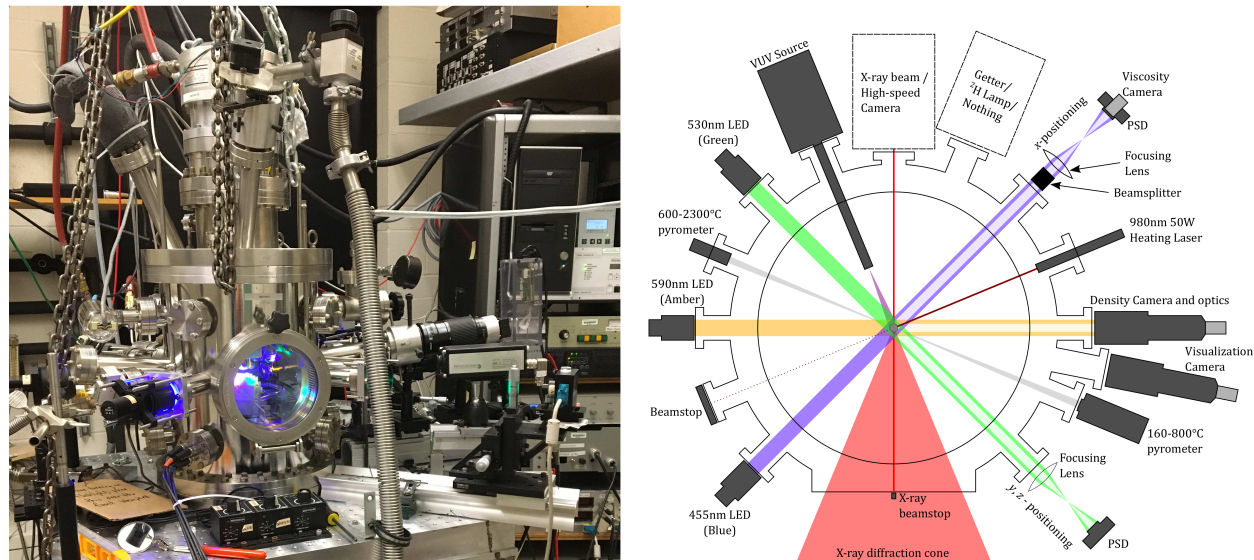 VUV Source
X-ray beam /
High-speed
Camera
Getter/
²H Lamp/
Nothing
Viscosity
Camera
PSD
x-positioning
530nm LED
(Green)
Focusing
Lens
Beamsplitter
600-2300°C
pyrometer
980nm 50W
Heating Laser
590nm LED
(Amber)
Density Camera and optics
Visualization
Camera
Beamstop
160-800°C
pyrometer
Focusing
Lens
455nm LED
(Blue)
X-ray
beamstop
y, z - positioning
PSD
X-ray diffraction cone